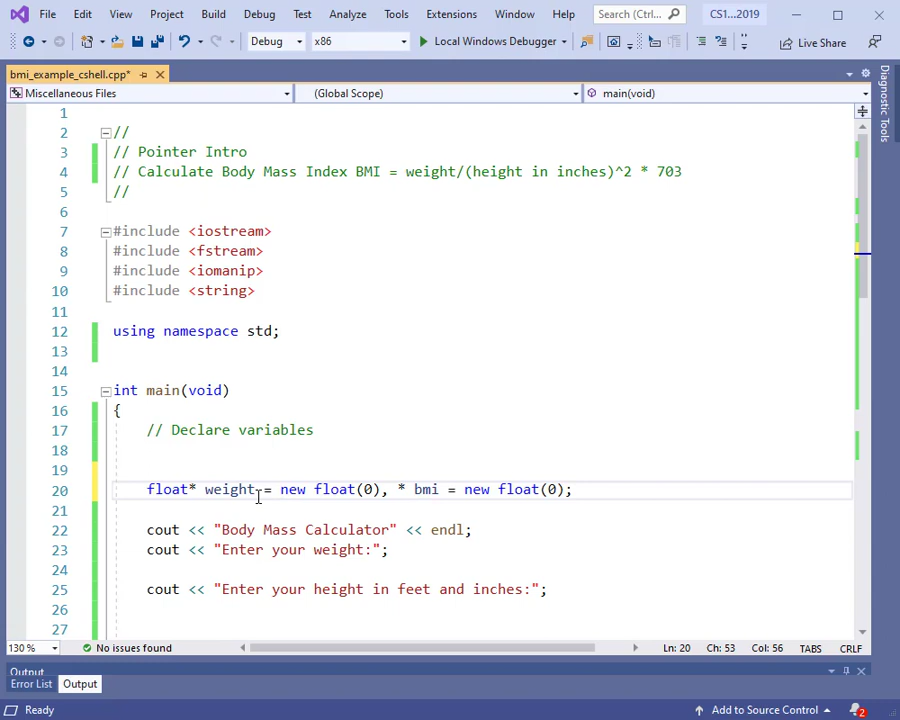 File Edit View Project Build Debug Test Analyze Tools Extensions Window Help Search (Ctrl... CS1...2019
Debug x86 Local Windows Debugger Live Share
bmi_example_cshell.cpp*
Miscellaneous Files (Global Scope) main(void)
Diagnostic Tools
1
2 //
3 // Pointer Intro
4 // Calculate Body Mass Index BMI = weight/(height in inches)^2 * 703
5 //
6
7 #include <iostream>
8 #include <fstream>
9 #include <iomanip>
10 #include <string>
11
12 using namespace std;
13
14
15 int main(void)
16 {
17 // Declare variables
18
19
20 float* weight = new float(0), * bmi = new float(0);
21
22 cout << "Body Mass Calculator" << endl;
23 cout << "Enter your weight:";
24
25 cout << "Enter your height in feet and inches:";
26
27
130 % No issues found Ln: 20 Ch: 53 Col: 56 TABS CRLF
Output
Error List Output
Ready Add to Source Control 2